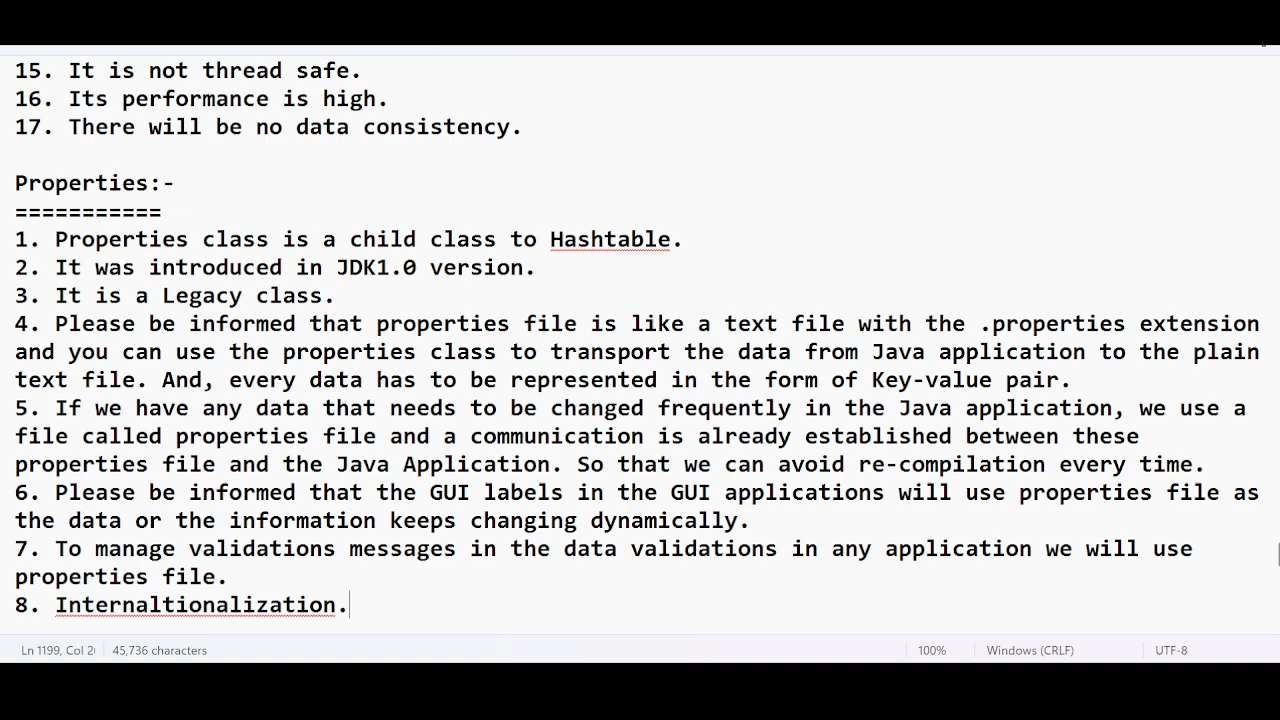 15. It is not thread safe.
16. Its performance is high.
17. There will be no data consistency.
Properties:-
===========
1. Properties class is a child class to Hashtable.
2. It was introduced in JDK1.0 version.
3. It is a Legacy class.
4. Please be informed that properties file is like a text file with the .properties extension
and you can use the properties class to transport the data from Java application to the plain
text file. And, every data has to be represented in the form of Key-value pair.
5. If we have any data that needs to be changed frequently in the Java application, we use a
file called properties file and a communication is already established between these
properties file and the Java Application. So that we can avoid re-compilation every time.
6. Please be informed that the GUI labels in the GUI applications will use properties file as
the data or the information keeps changing dynamically.
7. To manage validations messages in the data validations in any application we will use
properties file.
8. Internaltionalization.
Ln 1199, Col 45,736 characters 100% Windows (CRLF) UTF-8